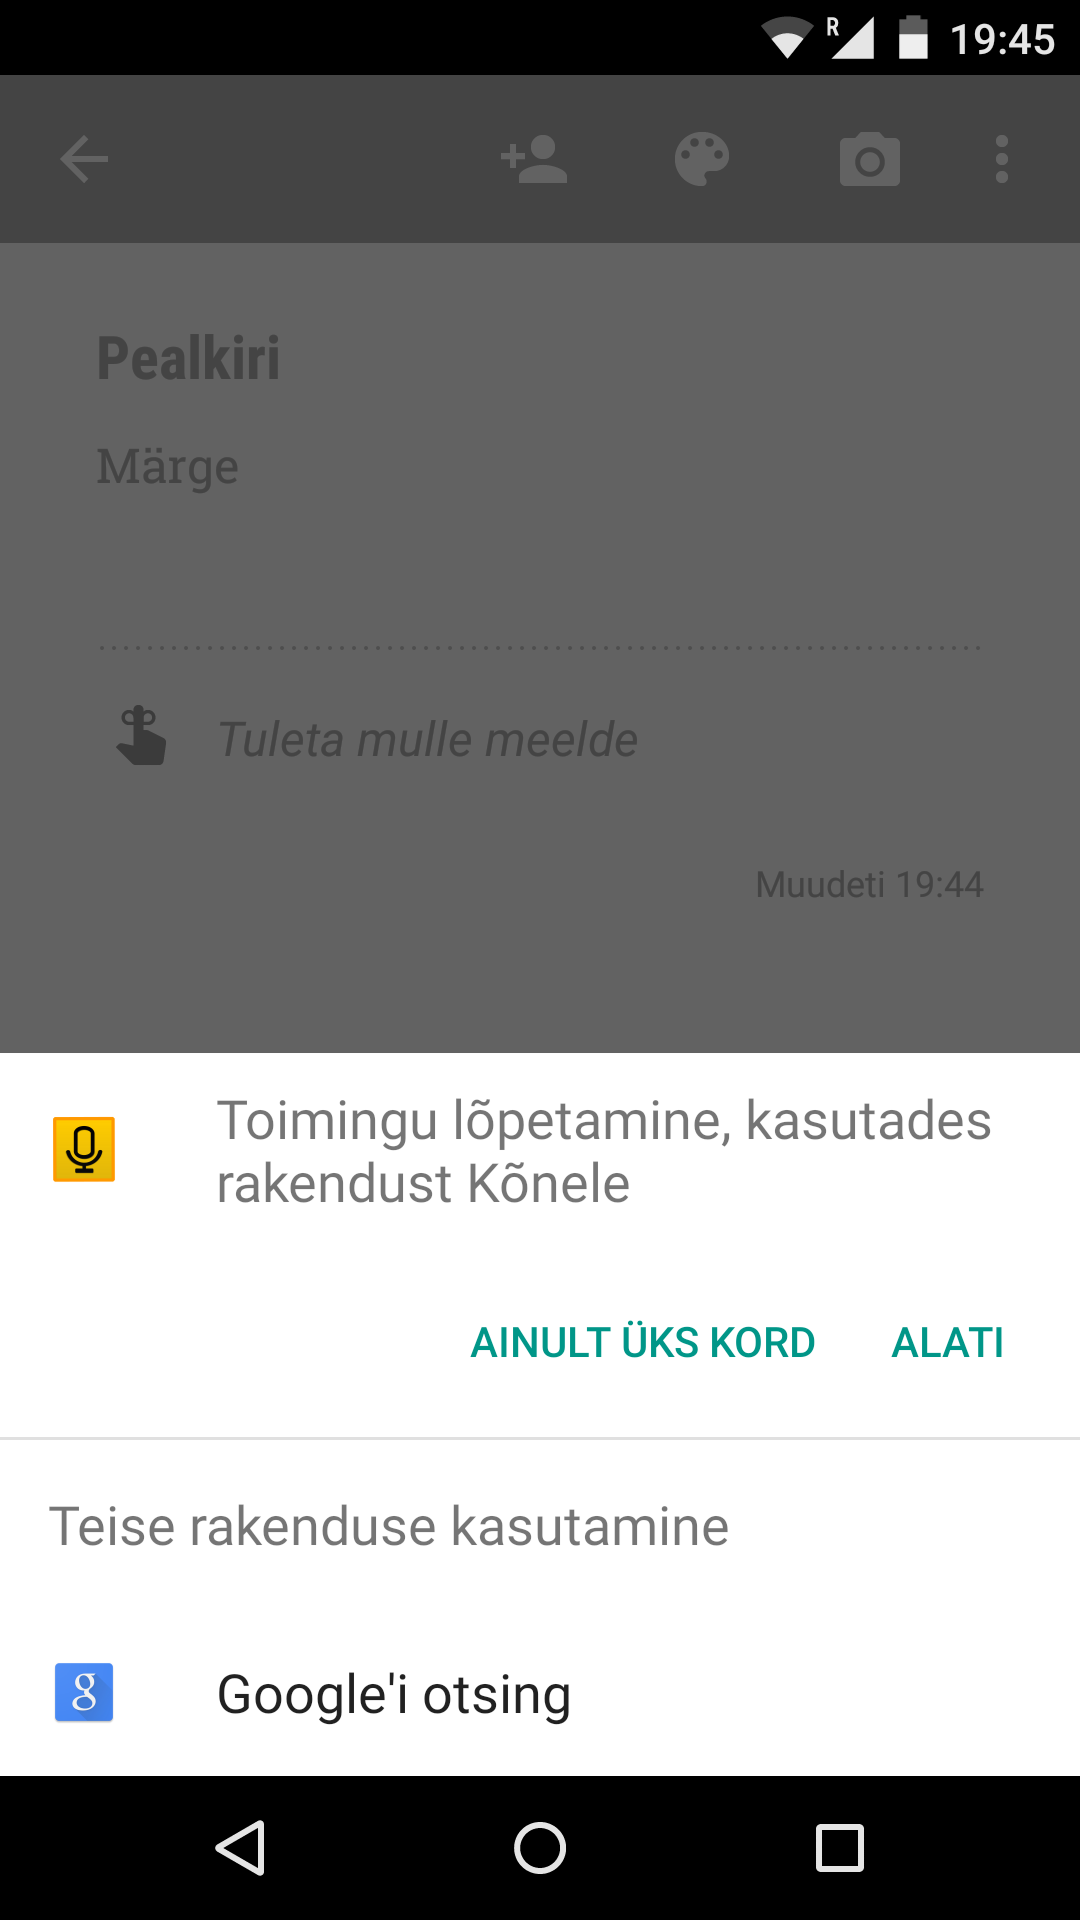 R 19:45
Pealkiri
Märge
Tuleta mulle meelde
Muudeti 19:44
Toimingu lõpetamine, kasutades
rakendust Kõnele
AINULT ÜKS KORD ALATI
Teise rakenduse kasutamine
g Google'i otsing